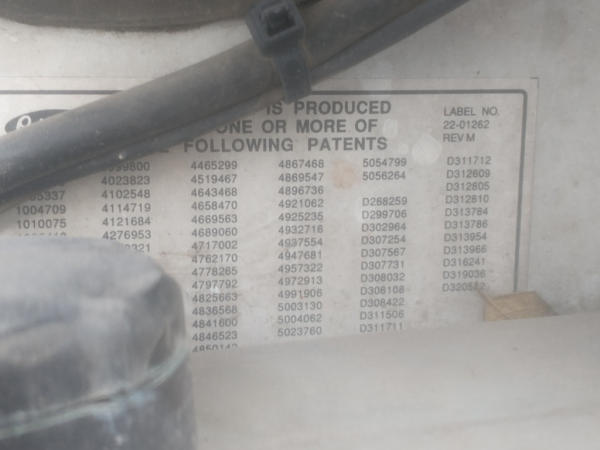 IS PRODUCED
ONE OR MORE OF
FOLLOWING PATENTS
LABEL NO.
22-01262
REV M
4023823
1004709
1010075
4102548
4114719
4121684
4276953
4465299
4519467
4643468
4658470
4669563
4689060
4717002
4762170
4778265
4797792
4825663
4836568
4841600
4846523
4867468
4869547
4896736
4921062
4925235
4932716
4937554
4947681
4957322
4972913
4991906
5003130
5004062
5023760
5054799
5056264
D268259
D299706
D302964
D307254
D307567
D307731
D308032
D308108
D308422
D311506
D311711
D311712
D312609
D312805
D312810
D313784
D313786
D313954
D313966
D316241
D319036